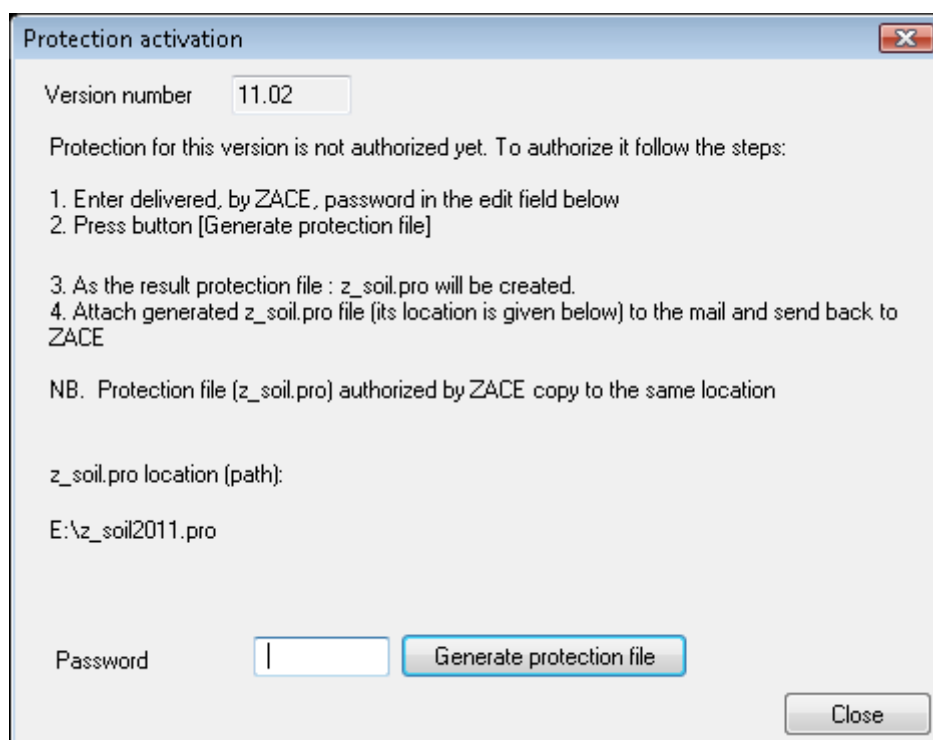 Protection activation
Version number 11.02
Protection for this version is not authorized yet. To authorize it follow the steps:
1. Enter delivered, by ZACE, password in the edit field below
2. Press button [Generate protection file]
3. As the result protection file : z_soil.pro will be created.
4. Attach generated z_soil.pro file (its location is given below) to the mail and send back to
ZACE
NB. Protection file (z_soil.pro) authorized by ZACE copy to the same location
z_soil.pro location (path):
E:\z_soil2011.pro
Password Generate protection file
Close